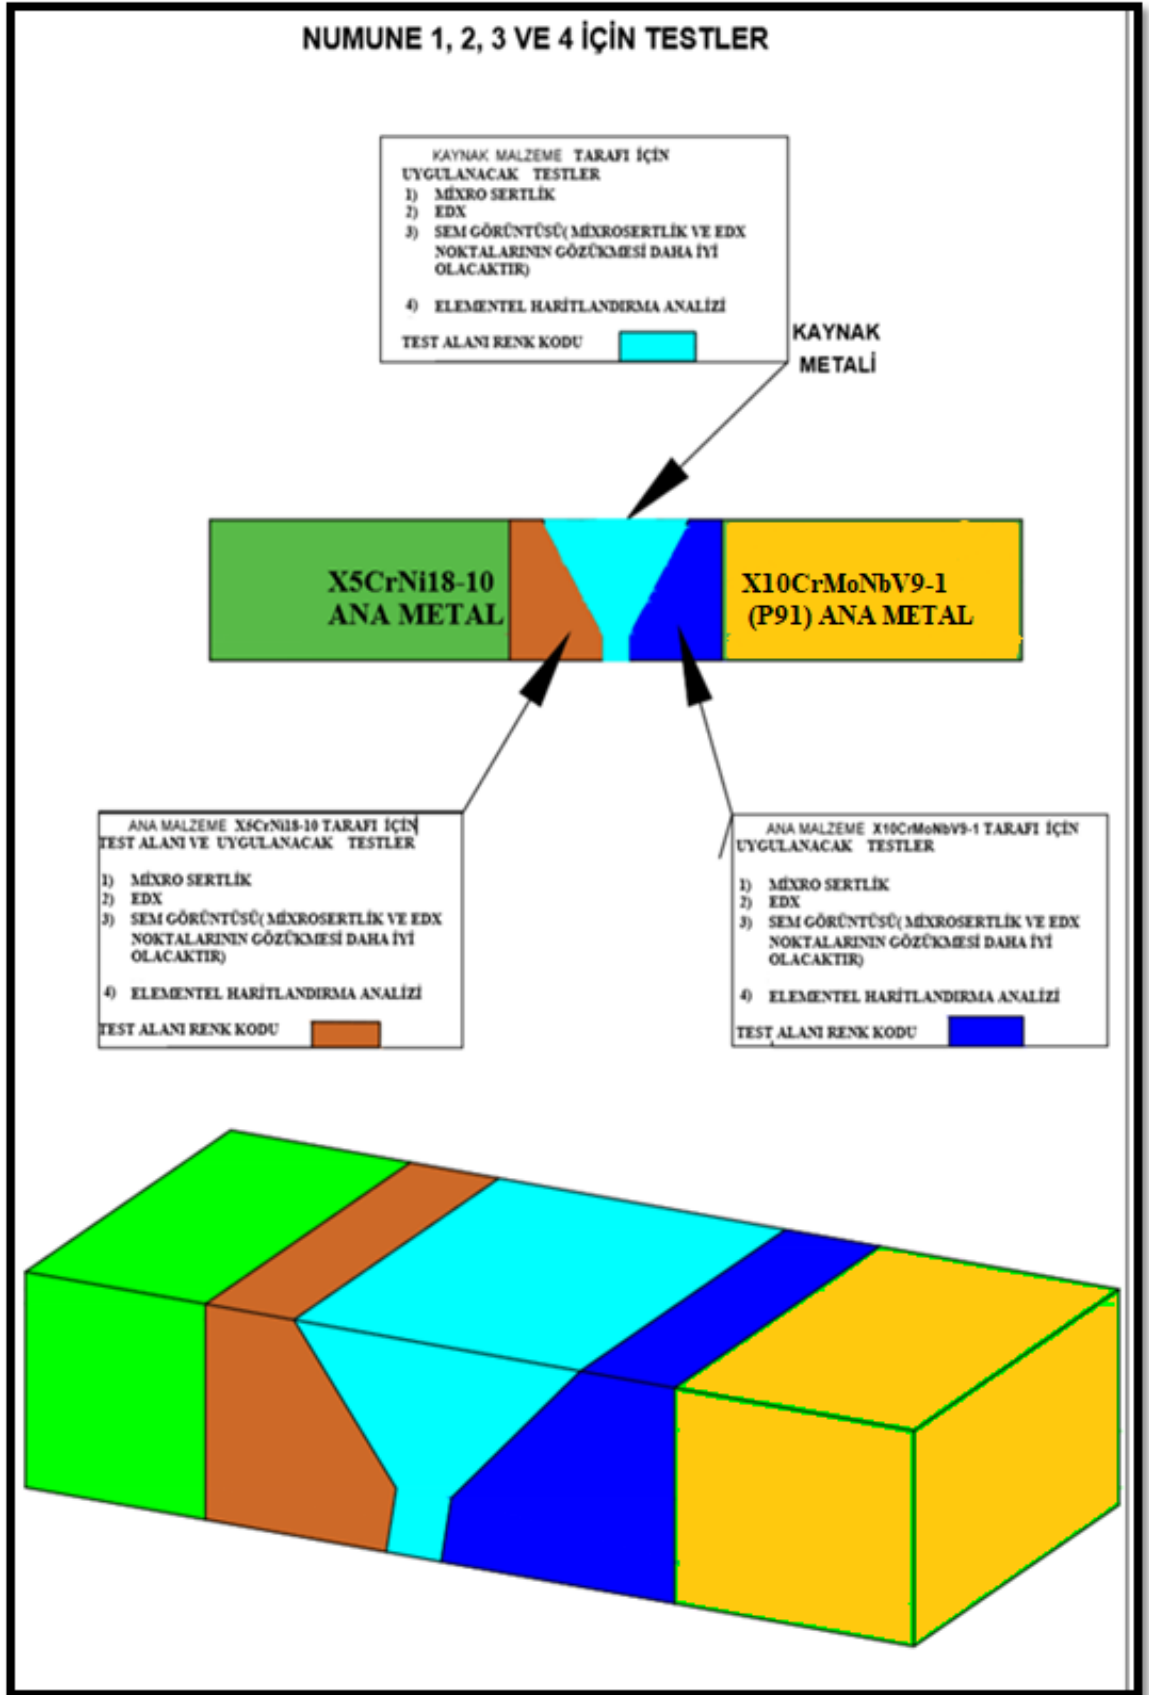 NUMUNE 1, 2, 3 VE 4 İÇİN TESTLER
KAYNAK MALZEME TARAFI İÇİN
UYGULANACAK TESTLER
1) MİXRO SERTLİK
2) EDX
3) SEM GÖRÜNTÜSÜ( MİXROSERTLİK VE EDX
NOKTALARININ GÖZÜKMESİ DAHA İYİ
OLACAKTIR)
4) ELEMENTEL HARİTLANDIRMA ANALİZİ
TEST ALANI RENK KODU
KAYNAK
METALİ
X5CrNi18-10
ANA METAL
X10CrMoNbV9-1
(P91) ANA METAL
ANA MALZEME X5CrNi18-10 TARAFI İÇİN
TEST ALANI VE UYGULANACAK TESTLER
1) MİXRO SERTLİK
2) EDX
3) SEM GÖRÜNTÜSÜ( MİXROSERTLİK VE EDX
NOKTALARININ GÖZÜKMESİ DAHA İYİ
OLACAKTIR)
4) ELEMENTEL HARİTLANDIRMA ANALİZİ
TEST ALANI RENK KODU
ANA MALZEME X10CrMoNbV9-1 TARAFI İÇİN
UYGULANACAK TESTLER
1) MİXRO SERTLİK
2) EDX
3) SEM GÖRÜNTÜSÜ( MİXROSERTLİK VE EDX
NOKTALARININ GÖZÜKMESİ DAHA İYİ
OLACAKTIR)
4) ELEMENTEL HARİTLANDIRMA ANALİZİ
TEST ALANI RENK KODU